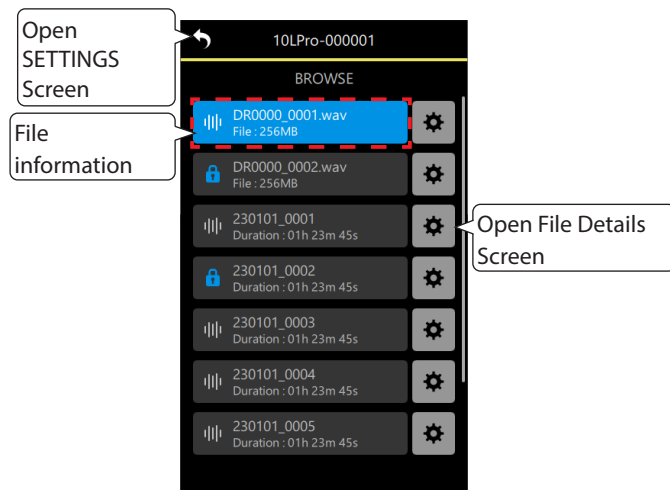 Open
SETTINGS
Screen
10LPro-000001
BROWSE
DR0000_0001.wav
File : 256MB
File
information
DR0000_0002.wav
File : 256MB
230101_0001
Duration : 01h 23m 45s
Open File Details
Screen
230101_0002
Duration : 01h 23m 45s
230101_0003
Duration : 01h 23m 45s
230101_0004
Duration : 01h 23m 45s
230101_0005
Duration : 01h 23m 45s